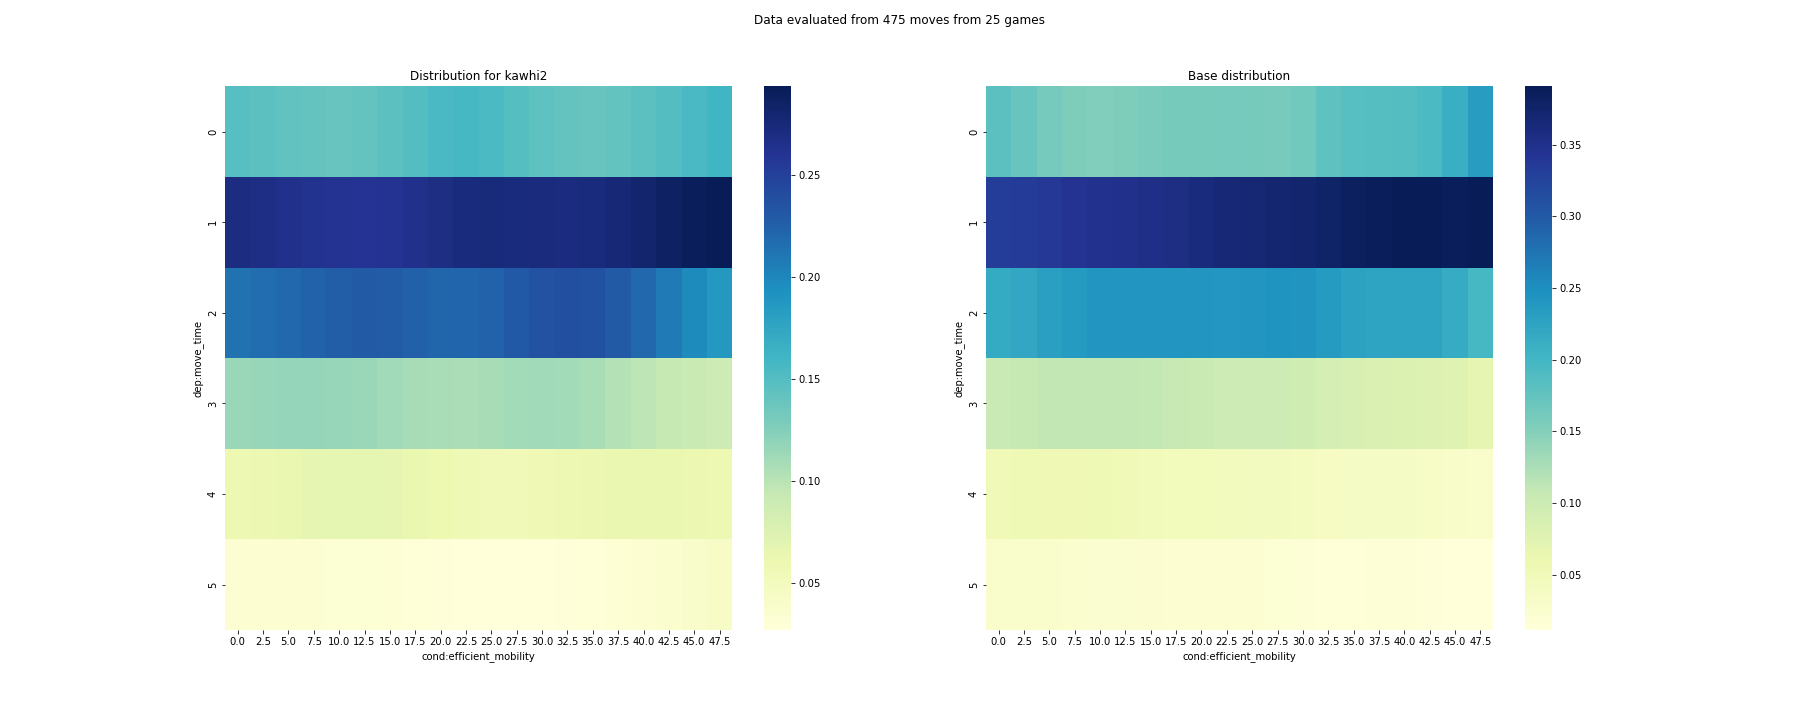 Data evaluated from 475 moves from 25 games
Distribution for kawhi2
dep:move_time
0
1
2
3
4
5
0.0 2.5 5.0 7.5 10.0 12.5 15.0 17.5 20.0 22.5 25.0 27.5 30.0 32.5 35.0 37.5 40.0 42.5 45.0 47.5
cond:efficient_mobility
0.25
0.20
0.15
0.10
0.05
Base distribution
dep:move_time
0
1
2
3
4
5
0.0 2.5 5.0 7.5 10.0 12.5 15.0 17.5 20.0 22.5 25.0 27.5 30.0 32.5 35.0 37.5 40.0 42.5 45.0 47.5
cond:efficient_mobility
0.35
0.30
0.25
0.20
0.15
0.10
0.05